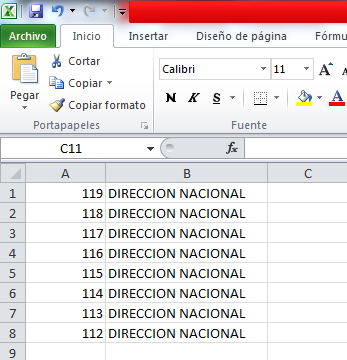 Archivo Inicio Insertar Diseño de página Fórmu
Cortar
Copiar
Copiar formato
Pegar
Portapapeles
Calibri 11 A A
N K S A
Fuente
C11 fx
A B C
1 119 DIRECCION NACIONAL
2 118 DIRECCION NACIONAL
3 117 DIRECCION NACIONAL
4 116 DIRECCION NACIONAL
5 115 DIRECCION NACIONAL
6 114 DIRECCION NACIONAL
7 113 DIRECCION NACIONAL
8 112 DIRECCION NACIONAL
9